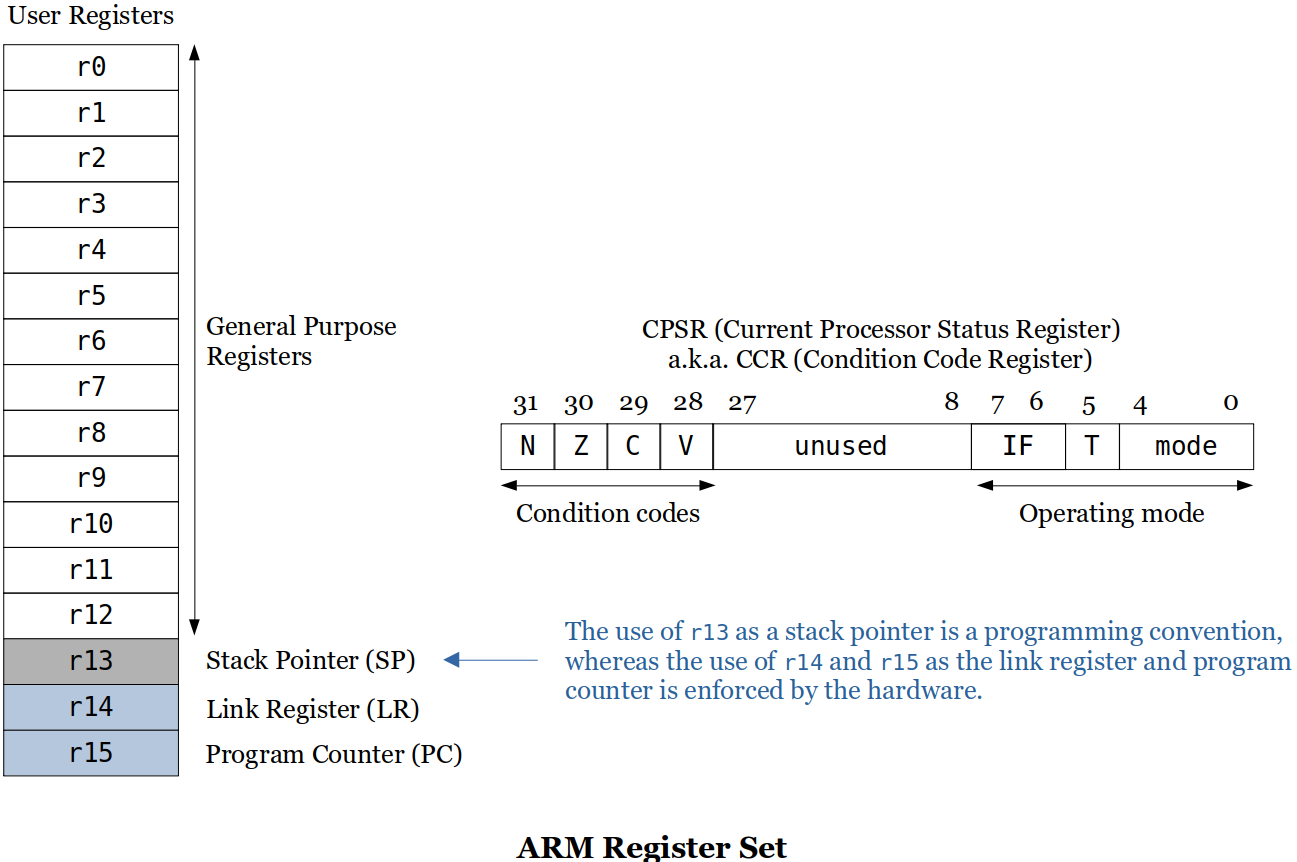 User Registers
r0
r1
r2
r3
r4
r5
r6
r7
r8
r9
r10
r11
r12
r13
r14
r15
General Purpose
Registers
Stack Pointer (SP)
Link Register (LR)
Program Counter (PC)
CPSR (Current Processor Status Register)
a.k.a. CCR (Condition Code Register)
31 30 29 28 27 8 7 6 5 4 0
N Z C V unused IF T mode
Condition codes
Operating mode
The use of r13 as a stack pointer is a programming convention,
whereas the use of r14 and r15 as the link register and program
counter is enforced by the hardware.
ARM Register Set